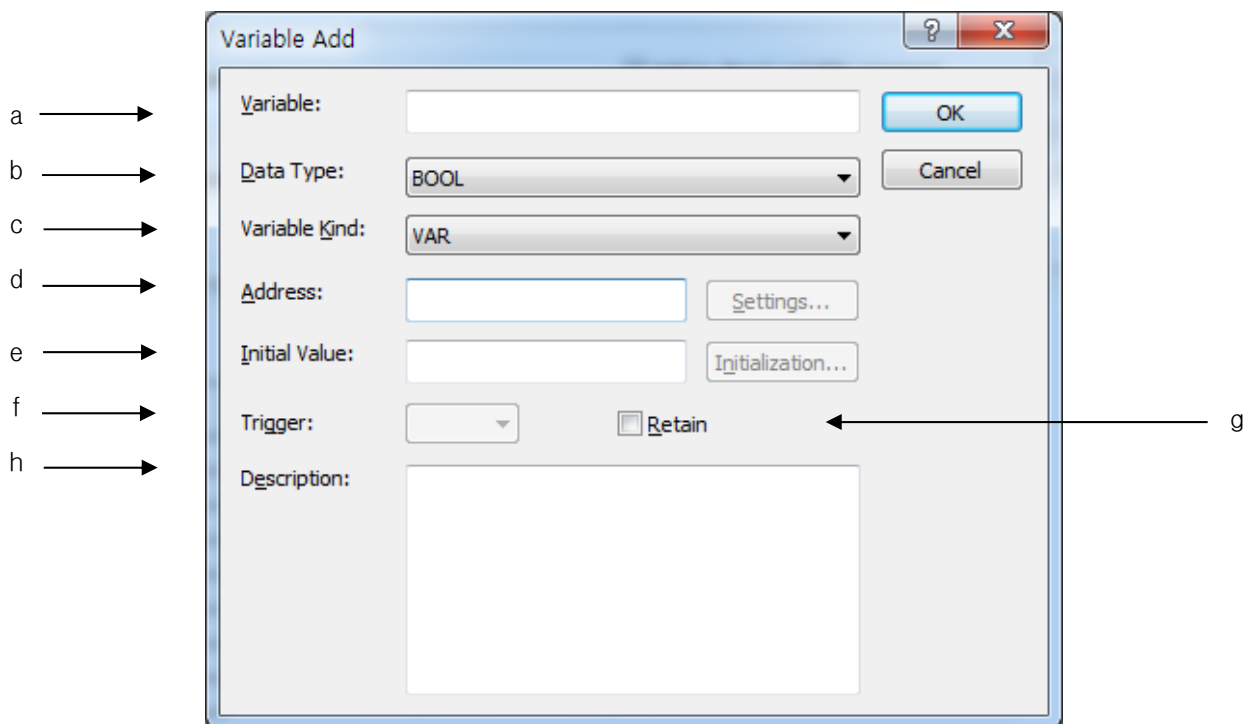 Variable Add
?
X
a
Variable:
OK
b
Data Type:
BOOL
Cancel
c
Variable Kind:
VAR
d
Address:
Settings...
e
Initial Value:
Initialization...
f
Trigger:
Retain
g
h
Description: